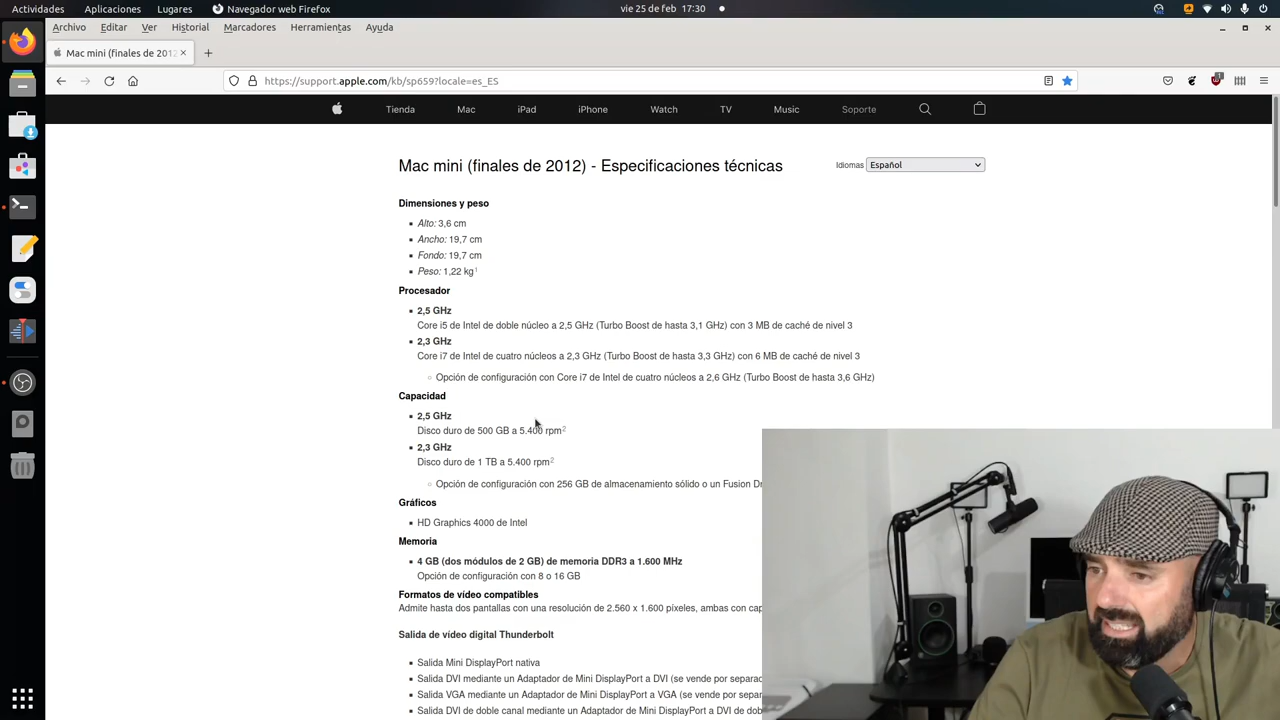 Actividades Aplicaciones Lugares Navegador web Firefox vie 25 de feb 17:30
Archivo Editar Ver Historial Marcadores Herramientas Ayuda
Mac mini (finales de 2012
https://support.apple.com/kb/sp659?locale=es_ES
Tienda Mac iPad iPhone Watch TV Music Soporte
Mac mini (finales de 2012) - Especificaciones técnicas
Idiomas Español
Dimensiones y peso
Alto: 3,6 cm
Ancho: 19,7 cm
Fondo: 19,7 cm
Peso: 1,22 kg1
Procesador
2,5 GHz
Core i5 de Intel de doble núcleo a 2,5 GHz (Turbo Boost de hasta 3,1 GHz) con 3 MB de caché de nivel 3
2,3 GHz
Core i7 de Intel de cuatro núcleos a 2,3 GHz (Turbo Boost de hasta 3,3 GHz) con 6 MB de caché de nivel 3
Opción de configuración con Core i7 de Intel de cuatro núcleos a 2,6 GHz (Turbo Boost de hasta 3,6 GHz)
Capacidad
2,5 GHz
Disco duro de 500 GB a 5.400 rpm2
2,3 GHz
Disco duro de 1 TB a 5.400 rpm2
Opción de configuración con 256 GB de almacenamiento sólido o un Fusion Dr
Gráficos
HD Graphics 4000 de Intel
Memoria
4 GB (dos módulos de 2 GB) de memoria DDR3 a 1.600 MHz
Opción de configuración con 8 o 16 GB
Formatos de vídeo compatibles
Admite hasta dos pantallas con una resolución de 2.560 x 1.600 píxeles, ambas con cap
Salida de vídeo digital Thunderbolt
Salida Mini DisplayPort nativa
Salida DVI mediante un Adaptador de Mini DisplayPort a DVI (se vende por separad
Salida VGA mediante un Adaptador de Mini DisplayPort a VGA (se vende por sepa
Salida DVI de doble canal mediante un Adaptador de Mini DisplayPort a DVI de dob